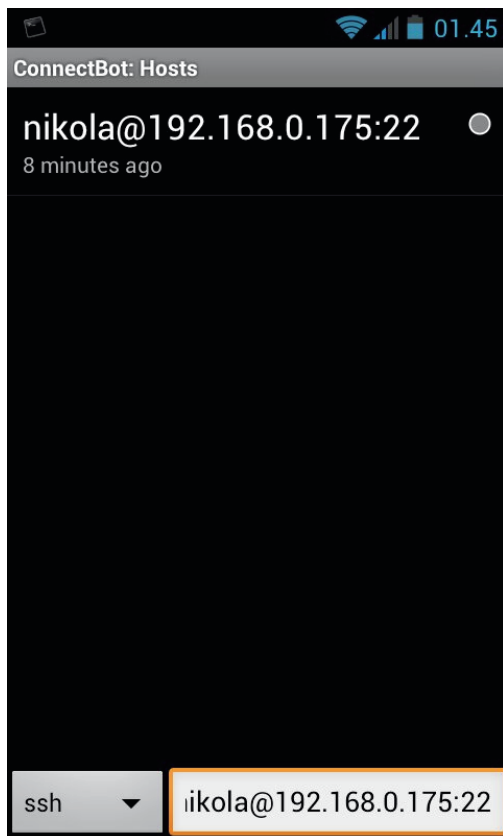 01.45
ConnectBot: Hosts
nikola@192.168.0.175:22
8 minutes ago
ssh
ikola@192.168.0.175:22